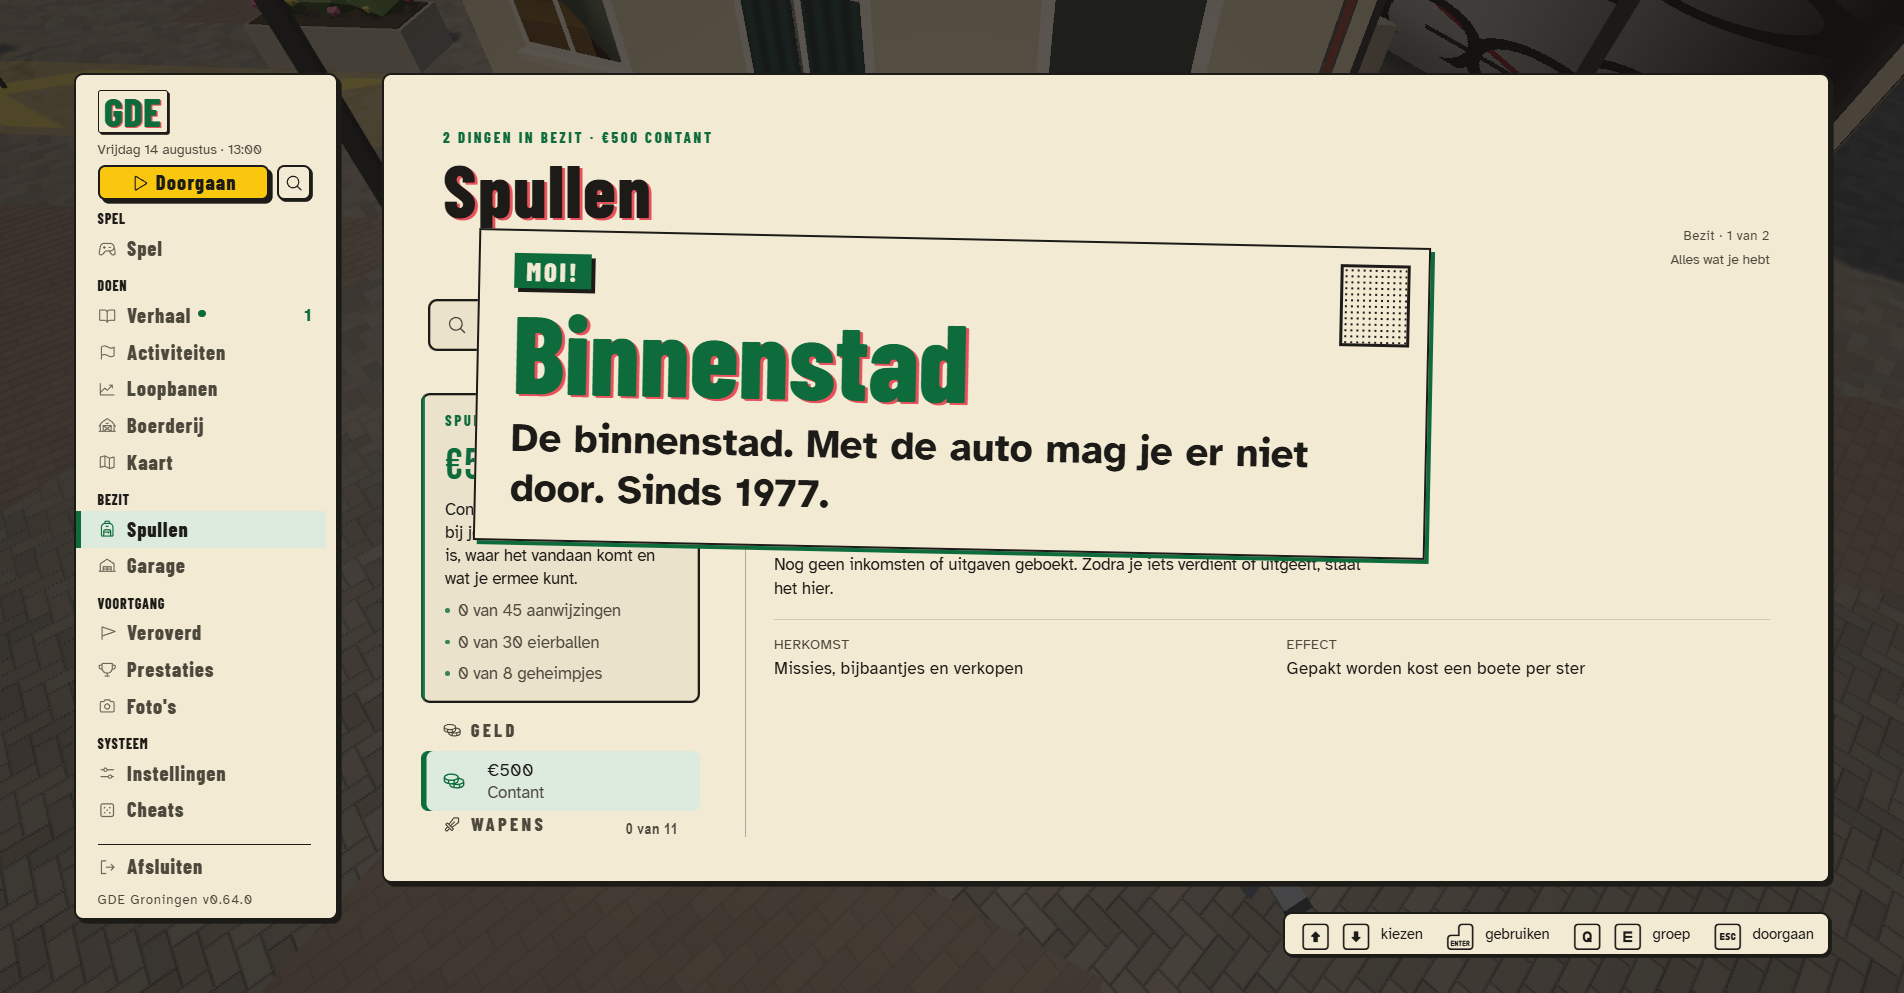 GDE
Vrijdag 14 augustus · 13:00
Doorgaan
SPEL
Spel
DOEN
Verhaal 1
Activiteiten
Loopbanen
Boerderij
Kaart
BEZIT
Spullen
Garage
VOORTGANG
Veroverd
Prestaties
Foto's
SYSTEEM
Instellingen
Cheats
Afsluiten
GDE Groningen v0.64.0
2 DINGEN IN BEZIT · €500 CONTANT
Spullen
Bezit · 1 van 2
Alles wat je hebt
MOI!
Binnenstad
De binnenstad. Met de auto mag je er niet
door. Sinds 1977.
is, waar het vandaan komt en
wat je ermee kunt.
0 van 45 aanwijzingen
0 van 30 eierballen
0 van 8 geheimpjes
GELD
€500
Contant
WAPENS 0 van 11
Nog geen inkomsten of uitgaven geboekt. Zodra je iets verdient of uitgeeft, staat
het hier.
HERKOMST
Missies, bijbaantjes en verkopen
EFFECT
Gepakt worden kost een boete per ster
kiezen
ENTER gebruiken
Q E groep
ESC doorgaan